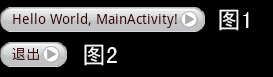 Hello World, MainActivity! 图1
退出 图2